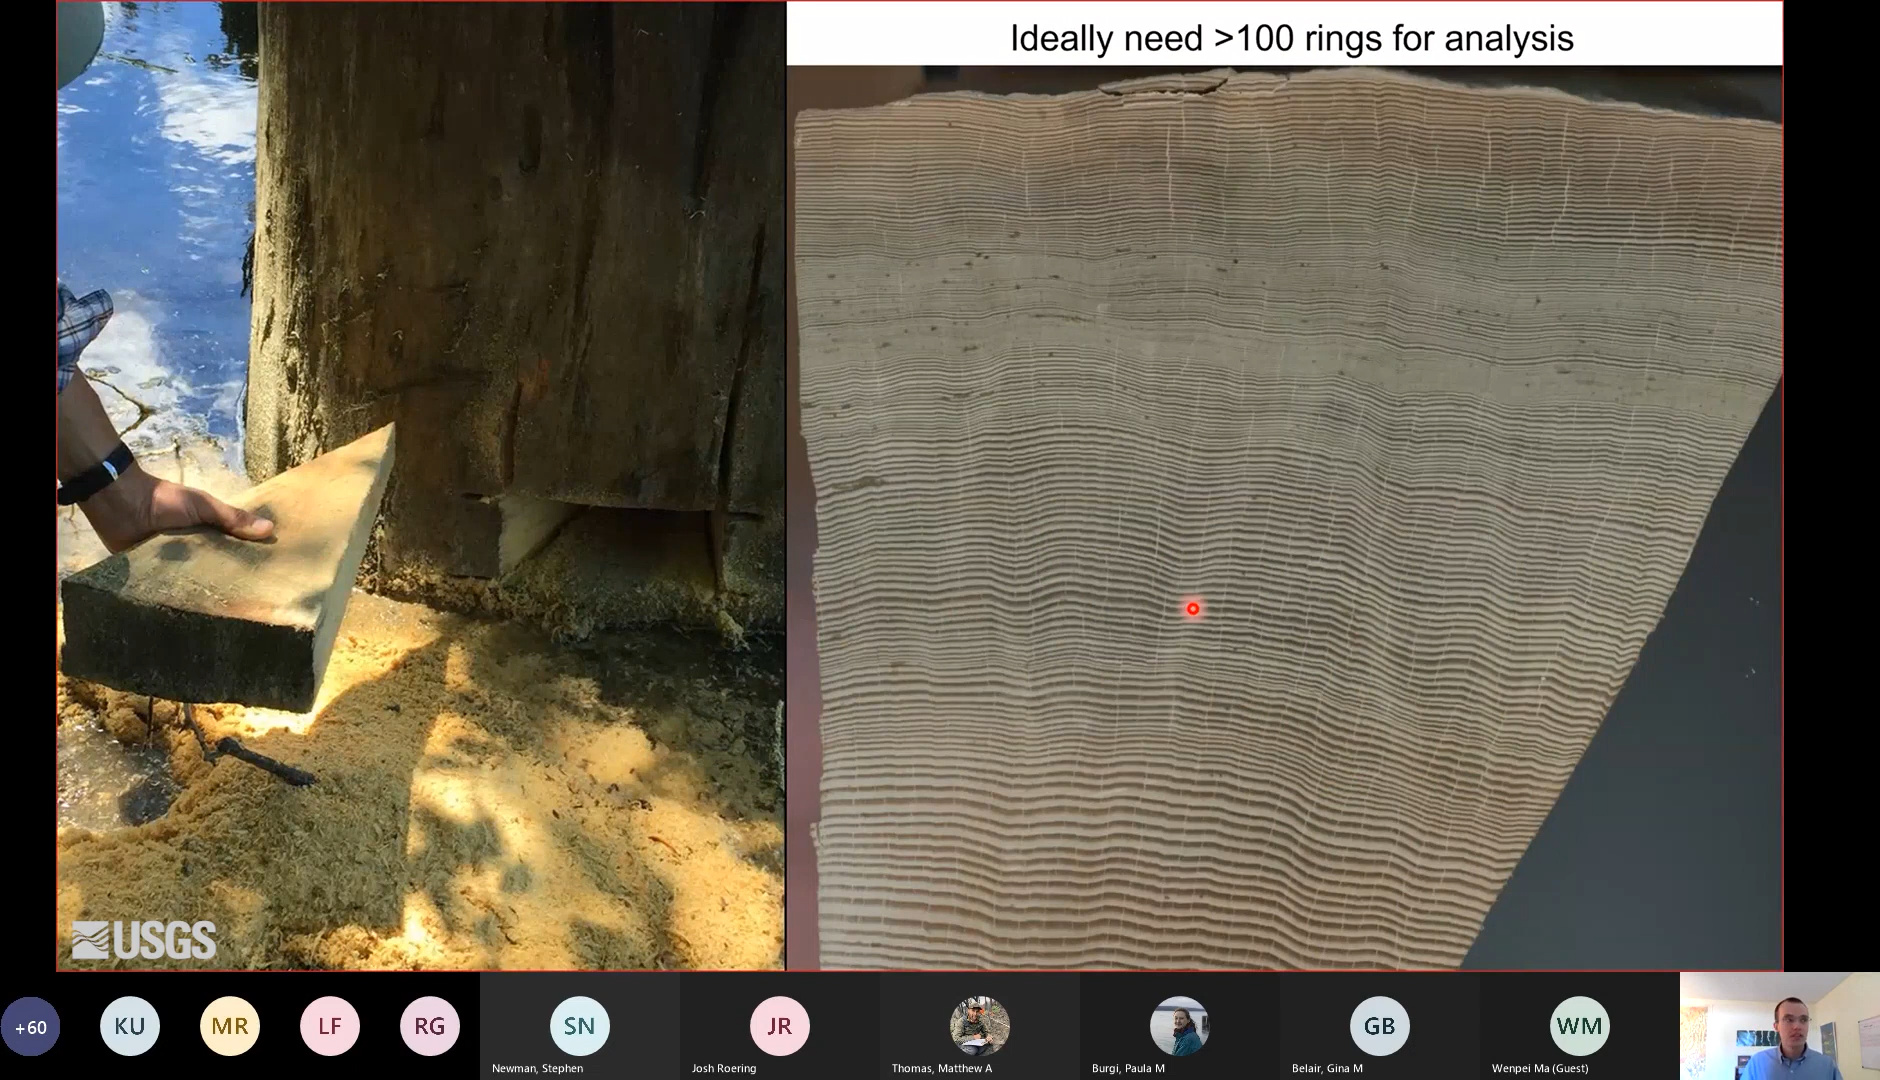 Ideally need >100 rings for analysis
USGS
+60
KU
MR
LF
RG
SN
Newman, Stephen
JR
Josh Roering
Thomas, Matthew A
Burgi, Paula M
GB
Belair, Gina M
WM
Wenpei Ma (Guest)